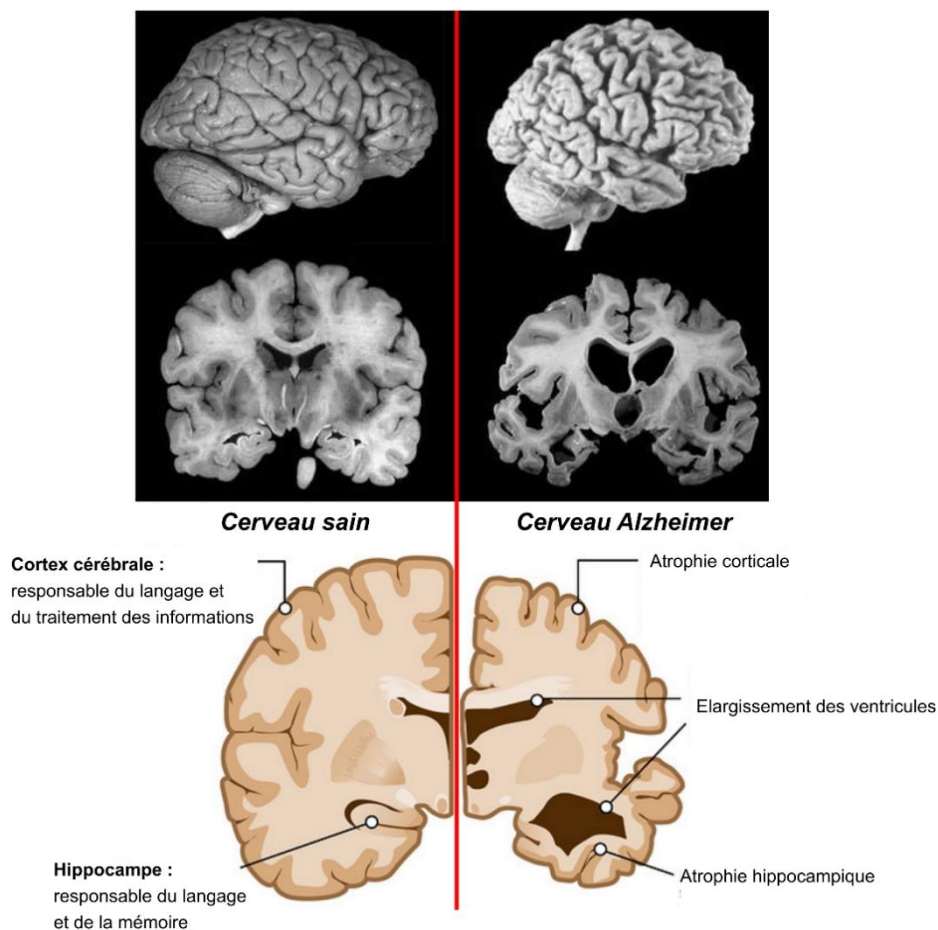 Cerveau sain
Cerveau Alzheimer
Cortex cérébrale :
responsable du langage et
du traitement des informations
Atrophie corticale
Elargissement des ventricules
Hippocampe :
responsable du langage
et de la mémoire
Atrophie hippocampique